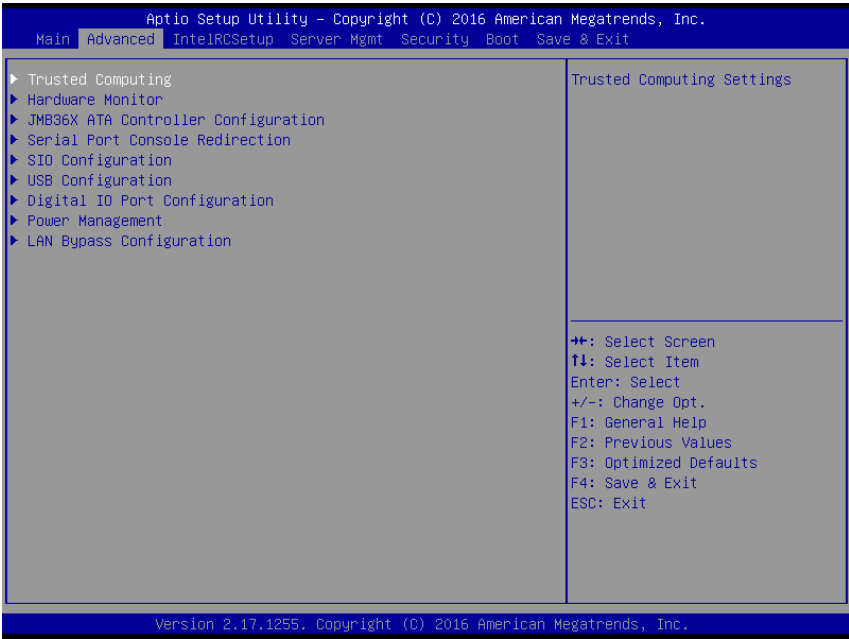 Aptio Setup Utility – Copyright (C) 2016 American Megatrends, Inc.
Main Advanced IntelRCSetup Server Mgmt Security Boot Save & Exit
Trusted Computing
Hardware Monitor
JMB36X ATA Controller Configuration
Serial Port Console Redirection
SIO Configuration
USB Configuration
Digital IO Port Configuration
Power Management
LAN Bypass Configuration
Trusted Computing Settings
→←: Select Screen
↑↓: Select Item
Enter: Select
+/-: Change Opt.
F1: General Help
F2: Previous Values
F3: Optimized Defaults
F4: Save & Exit
ESC: Exit
Version 2.17.1255. Copyright (C) 2016 American Megatrends, Inc.